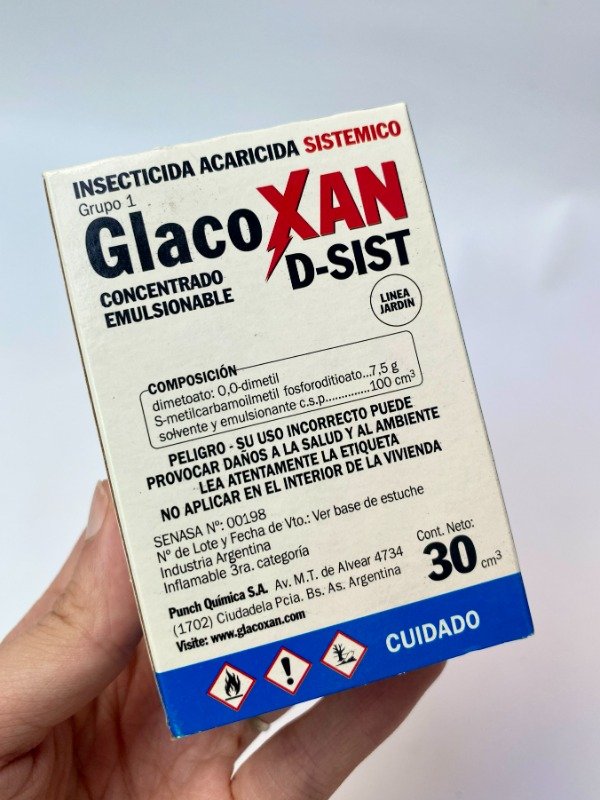 INSECTICIDA ACARICIDA SISTEMICO
Grupo 1
GlacoXAN
D-SIST
CONCENTRADO
EMULSIONABLE
LINEA
JARDIN
COMPOSICIÓN
dimetoato: O,O-dimetil
S-metilcarbamoilmetil fosforoditioato...7,5 g
solvente y emulsionante c.s.p.............100 cm³
PELIGRO - SU USO INCORRECTO PUEDE
PROVOCAR DAÑOS A LA SALUD Y AL AMBIENTE
LEA ATENTAMENTE LA ETIQUETA
NO APLICAR EN EL INTERIOR DE LA VIVIENDA
SENASA Nº: 00198
Nº de Lote y Fecha de Vto.: Ver base de estuche
Industria Argentina
Inflamable 3ra. categoría
Cont. Neto:
30 cm³
Punch Química S.A. Av. M.T. de Alvear 4734
(1702) Ciudadela Pcia. Bs. As. Argentina
Visite: www.glacoxan.com
CUIDADO